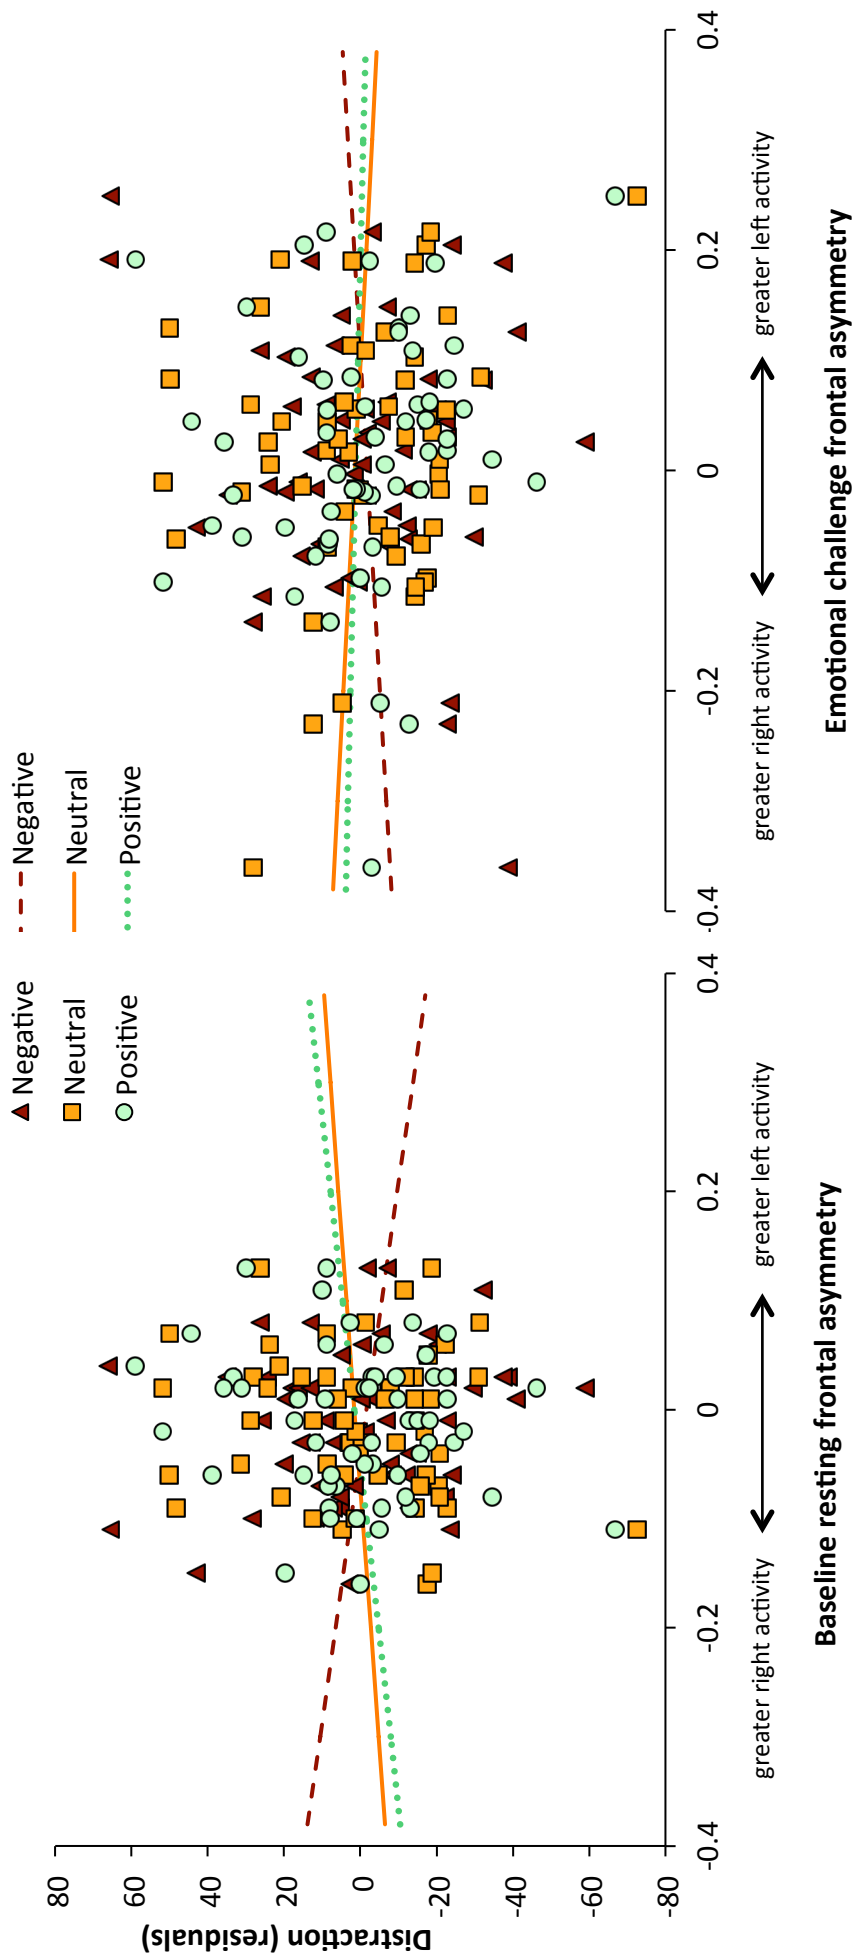 Negative
Neutral
Positive
Negative
Neutral
Positive
Distraction (residuals)
80
60
40
20
0
-20
-40
-60
-80
-0.4
-0.2
0
0.2
0.4
greater right activity
greater left activity
Baseline resting frontal asymmetry
-0.4
-0.2
0
0.2
0.4
greater right activity
greater left activity
Emotional challenge frontal asymmetry